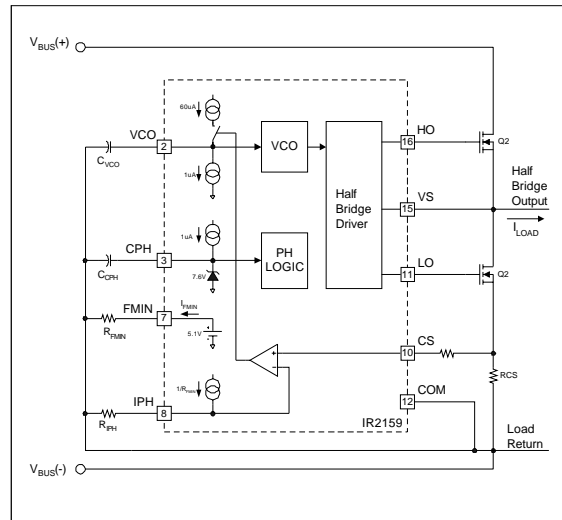 VBUS(+)
60uA
VCO
2
CVCO
VCO
HO
16
Q2
1uA
Half
Bridge
Driver
VS
15
Half
Bridge
Output
ILOAD
1uA
CPH
3
CCPH
PH
LOGIC
7.6V
LO
11
Q2
FMIN
7
IFMIN
RFMIN
5.1V
CS
10
+
-
RCS
1/RFMIN
IPH
8
RIPH
COM
12
IR2159
Load
Return
VBUS(-)